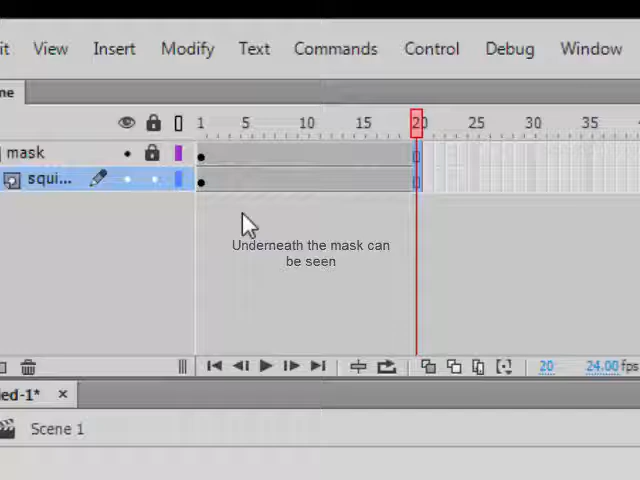 it View Insert Modify Text Commands Control Debug Window
ne
1 5 10 15 20 25 30 35
mask
squi...
Underneath the mask can
be seen
20 24.00 fps
led-1* ×
Scene 1